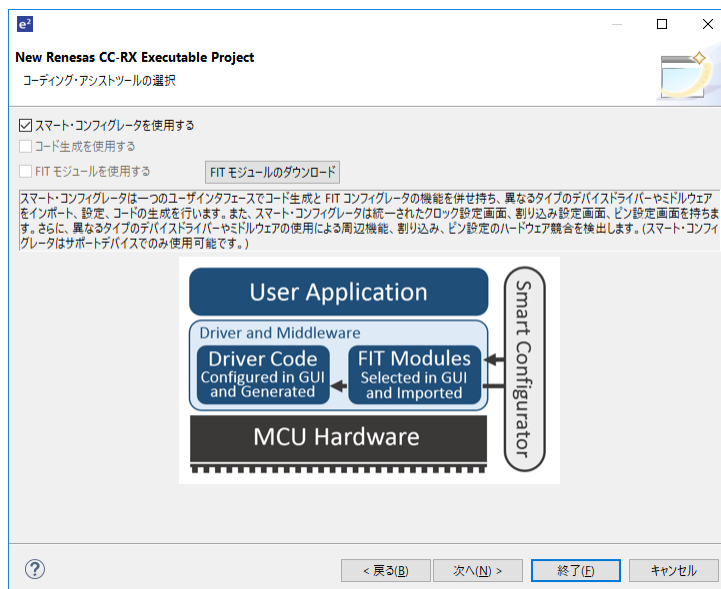 e²
New Renesas CC-RX Executable Project
コーディング・アシストツールの選択
スマート・コンフィグレータを使用する
コード生成を使用する
FIT モジュールを使用する
FIT モジュールのダウンロード
スマート・コンフィグレータは一つのユーザインタフェースでコード生成と FIT コンフィグレータの機能を併せ持ち、異なるタイプのデバイスドライバーやミドルウェア
をインポート、設定、コードの生成を行います。また、スマート・コンフィグレータは統一されたクロック設定画面、割り込み設定画面、ピン設定画面を持ちま
す。さらに、異なるタイプのデバイスドライバーやミドルウェアの使用による周辺機能、割り込み、ピン設定のハードウェア競合を検出します。(スマート・コンフィ
グレータはサポートデバイスでのみ使用可能です。)
User Application
Driver and Middleware
Driver Code
Configured in GUI
and Generated
FIT Modules
Selected in GUI
and Imported
MCU Hardware
Smart Configurator
?
< 戻る(B)
次へ(N) >
終了(F)
キャンセル